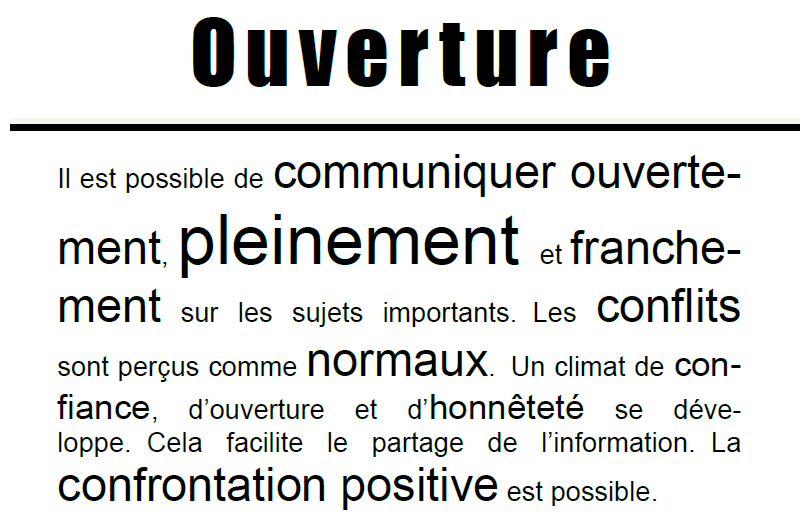 Ouverture
Il est possible de communiquer ouverte-
ment, pleinement et franche-
ment sur les sujets importants. Les conflits
sont perçus comme normaux. Un climat de con-
fiance, d’ouverture et d’honnêteté se déve-
loppe. Cela facilite le partage de l’information. La
confrontation positive est possible.